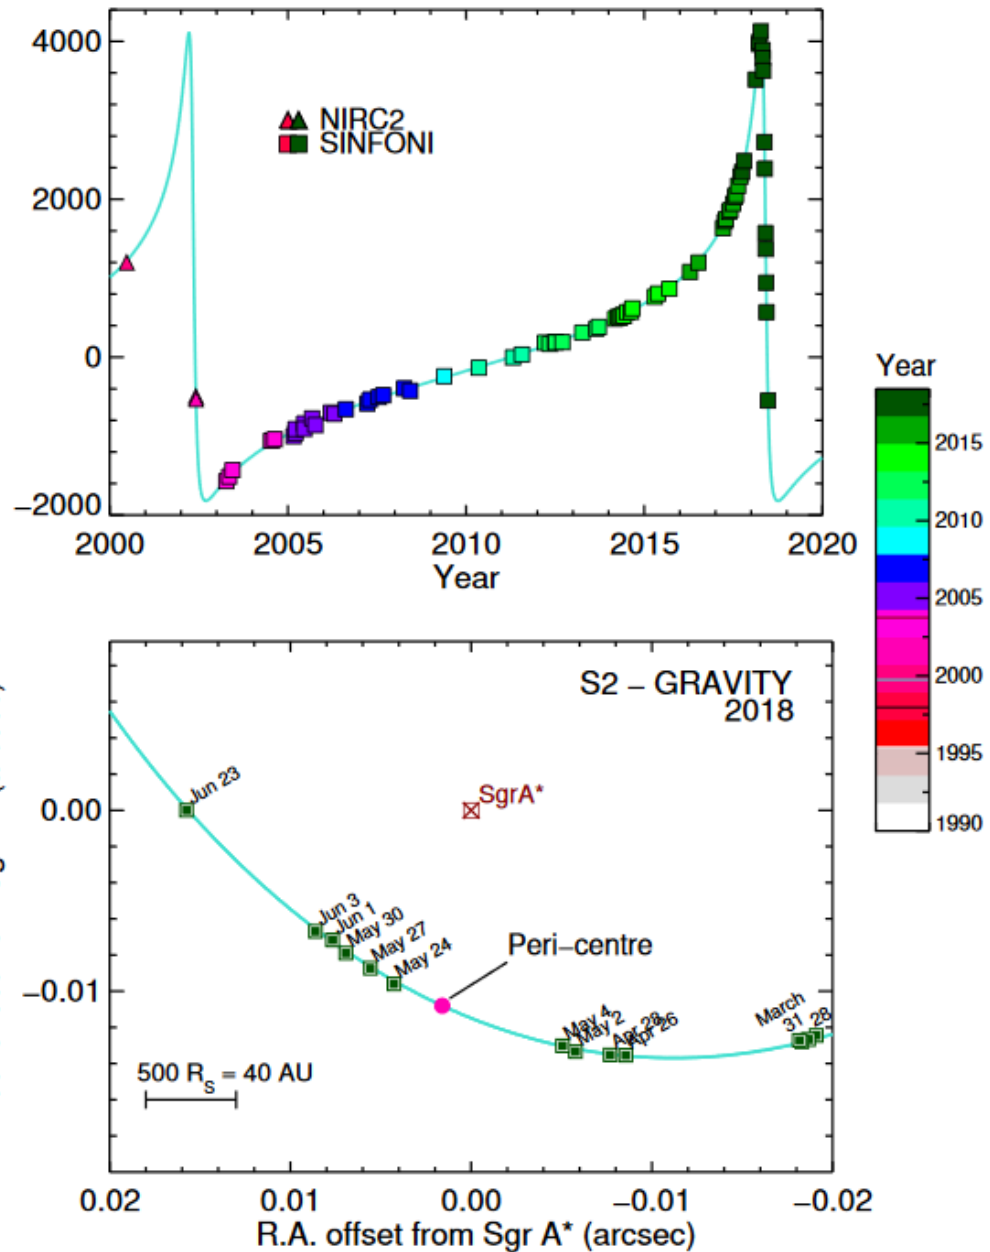 4000
2000
0
−2000
NIRC2
SINFONI
2000 2005 2010 2015 2020
Year
Year
2015
2010
2005
2000
1995
1990
S2 − GRAVITY
2018
SgrA*
Jun 23
Jun 3
Jun 1
May 30
May 27
May 24
Peri−centre
May 4
May 2
Apr 28
Apr 26
March
31 28
500 RS = 40 AU
0.00
−0.01
0.02 0.01 0.00 −0.01 −0.02
R.A. offset from Sgr A* (arcsec)